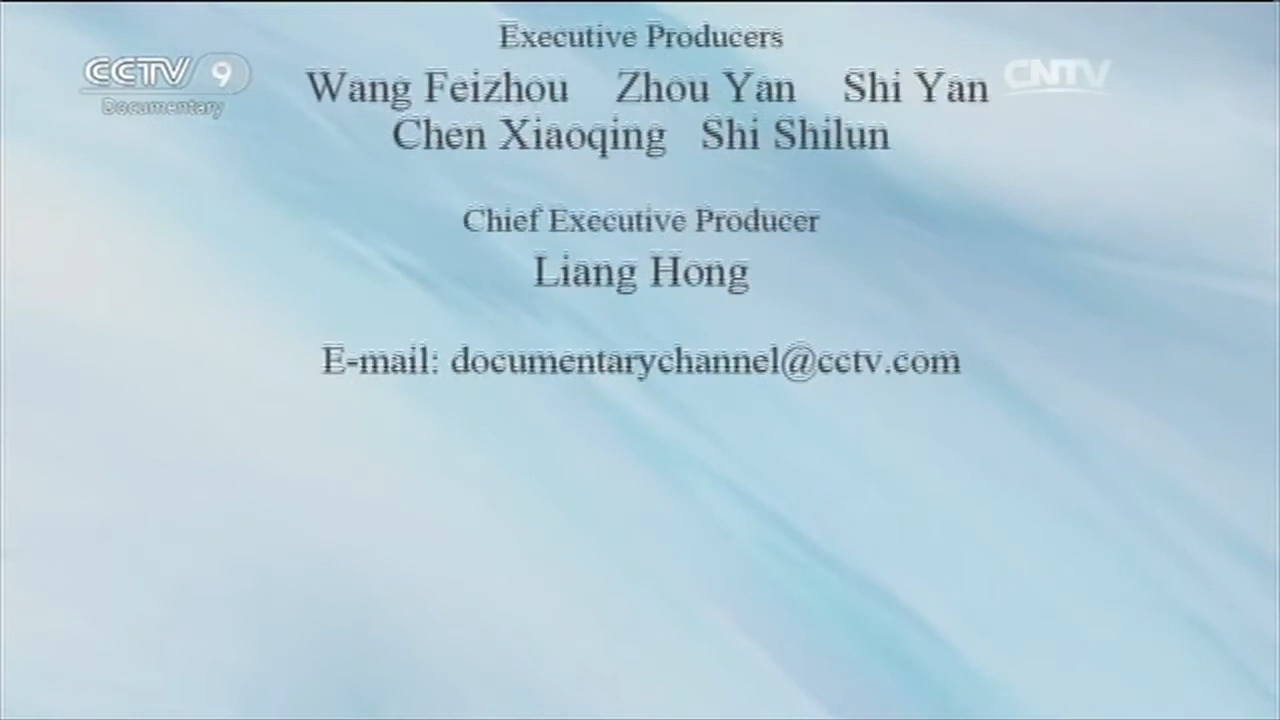 Executive Producers
CCTV 9
Documentary
CNTV
Wang Feizhou Zhou Yan Shi Yan
Chen Xiaoqing Shi Shilun
Chief Executive Producer
Liang Hong
E-mail: documentarychannel@cctv.com